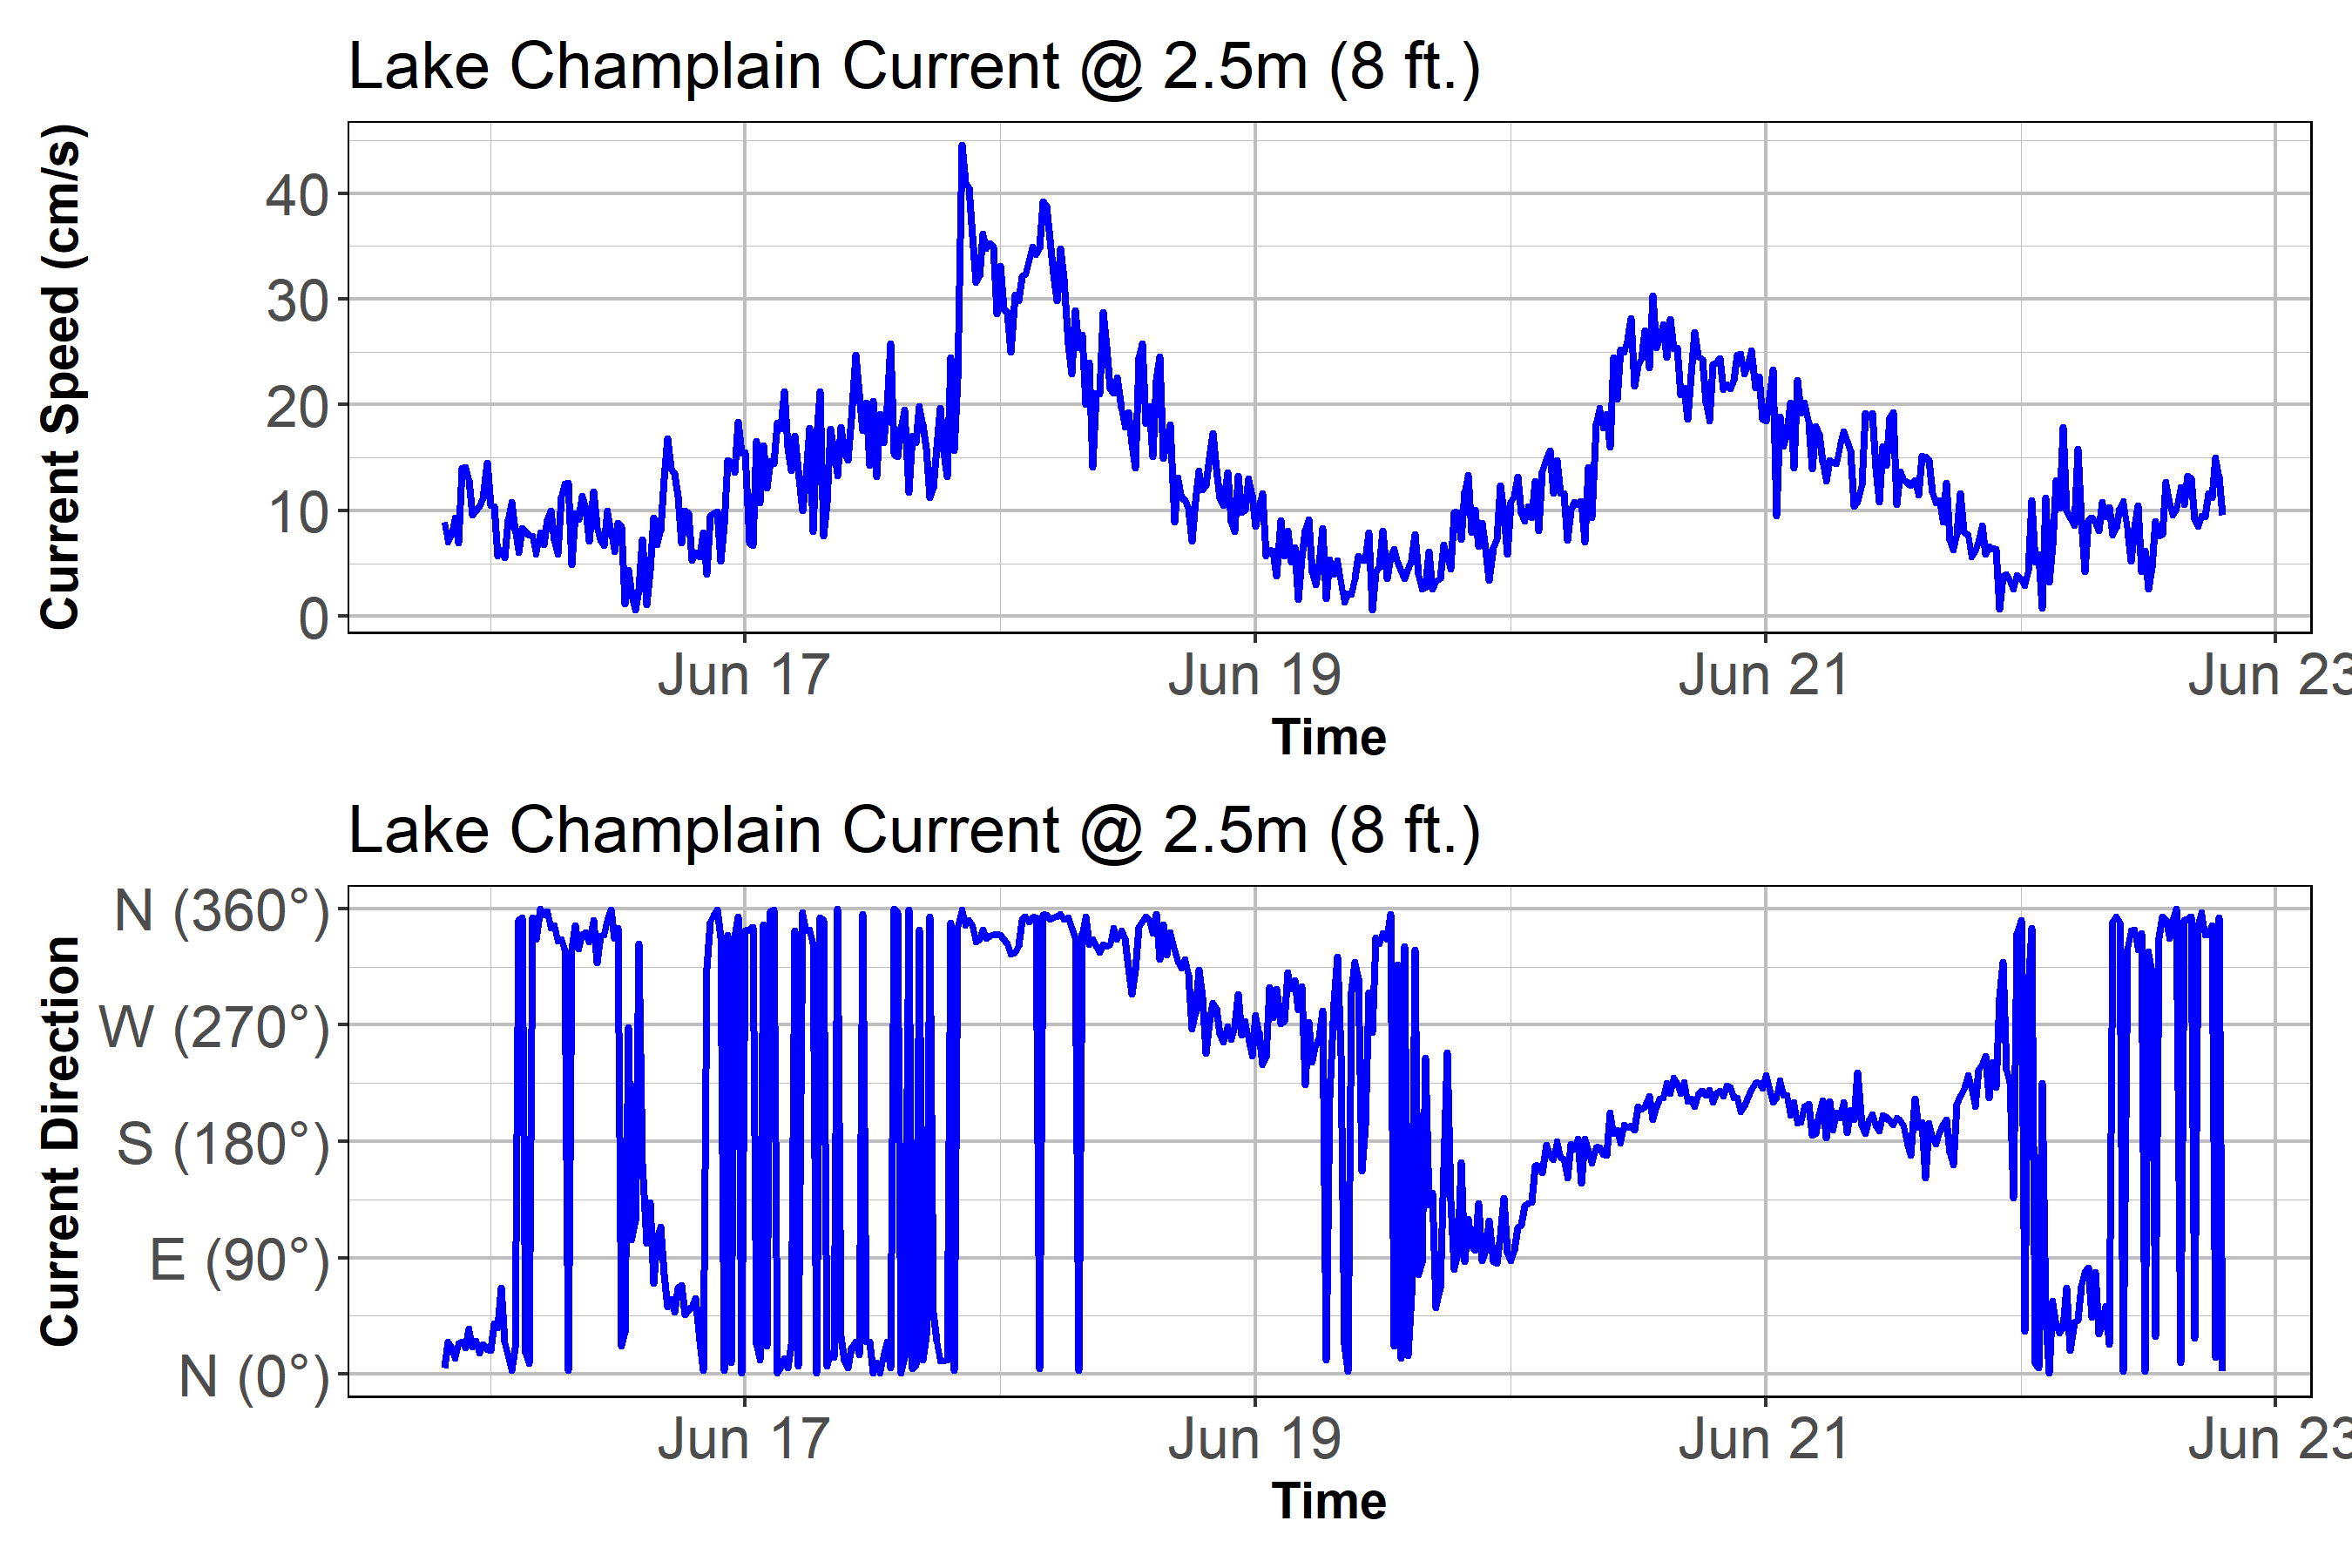 Lake Champlain Current @ 2.5m (8 ft.)
Current Speed (cm/s)
40
30
20
10
0
Jun 17 Jun 19 Jun 21 Jun 23
Time
Lake Champlain Current @ 2.5m (8 ft.)
Current Direction
N (360°)
W (270°)
S (180°)
E (90°)
N (0°)
Jun 17 Jun 19 Jun 21 Jun 23
Time